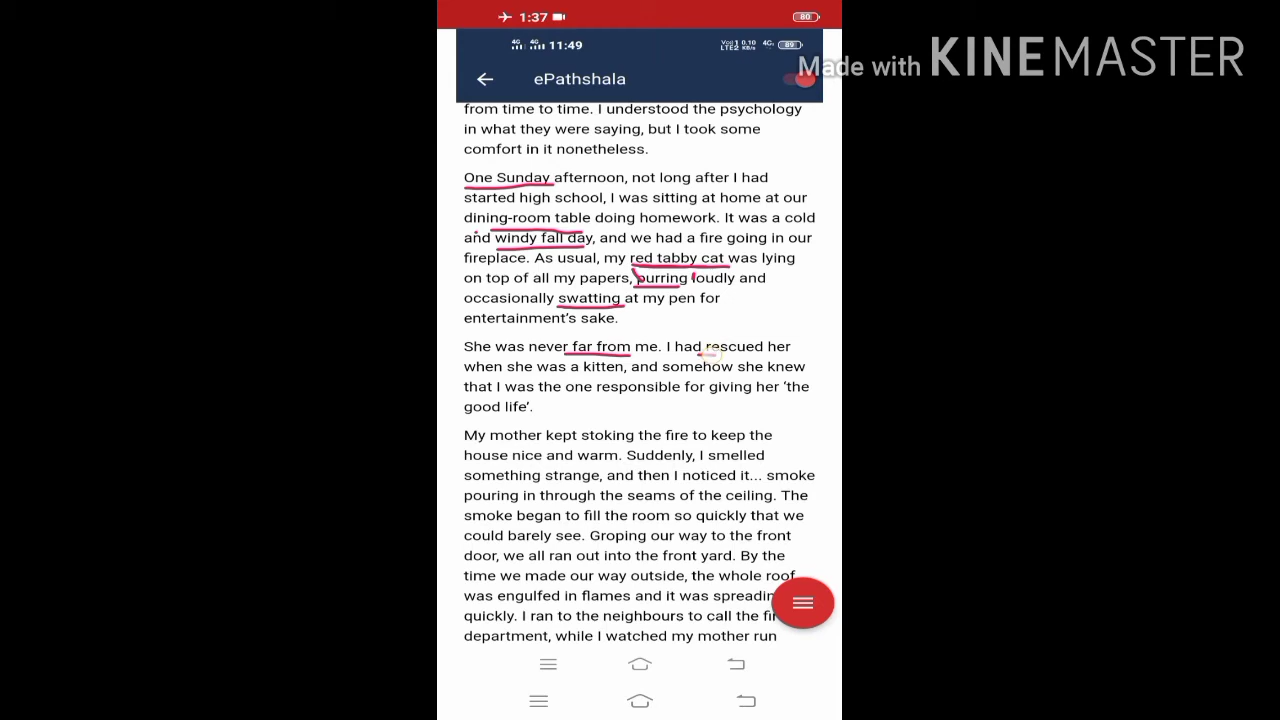 1:37
80
4G 4G 11:49
VoI 1 0.10
LTE2 KB/s
4G
89
Made with KINEMASTER
ePathshala
from time to time. I understood the psychology
in what they were saying, but I took some
comfort in it nonetheless.
One Sunday afternoon, not long after I had
started high school, I was sitting at home at our
dining-room table doing homework. It was a cold
and windy fall day, and we had a fire going in our
fireplace. As usual, my red tabby cat was lying
on top of all my papers, purring loudly and
occasionally swatting at my pen for
entertainment’s sake.
She was never far from me. I had rescued her
when she was a kitten, and somehow she knew
that I was the one responsible for giving her ‘the
good life’.
My mother kept stoking the fire to keep the
house nice and warm. Suddenly, I smelled
something strange, and then I noticed it... smoke
pouring in through the seams of the ceiling. The
smoke began to fill the room so quickly that we
could barely see. Groping our way to the front
door, we all ran out into the front yard. By the
time we made our way outside, the whole roof
was engulfed in flames and it was
quickly. I ran to the neighbours to call the
department, while I watched my mother run